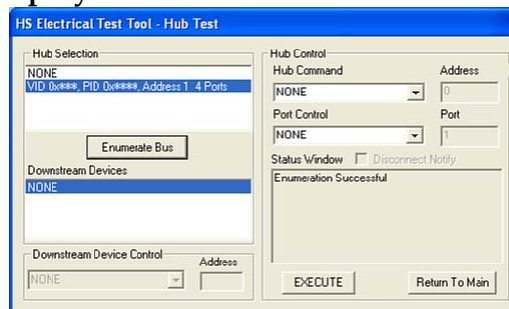 HS Electrical Test Tool - Hub Test
Hub Selection
NONE
VID 0x***, PID 0x****, Address 1 4 Ports
Enumerate Bus
Downstream Devices
NONE
Downstream Device Control
Address
NONE
Hub Control
Hub Command
Address
NONE
0
Port Control
Port
NONE
1
Status Window
Disconnect Notify
Enumeration Successful
EXECUTE
Return To Main